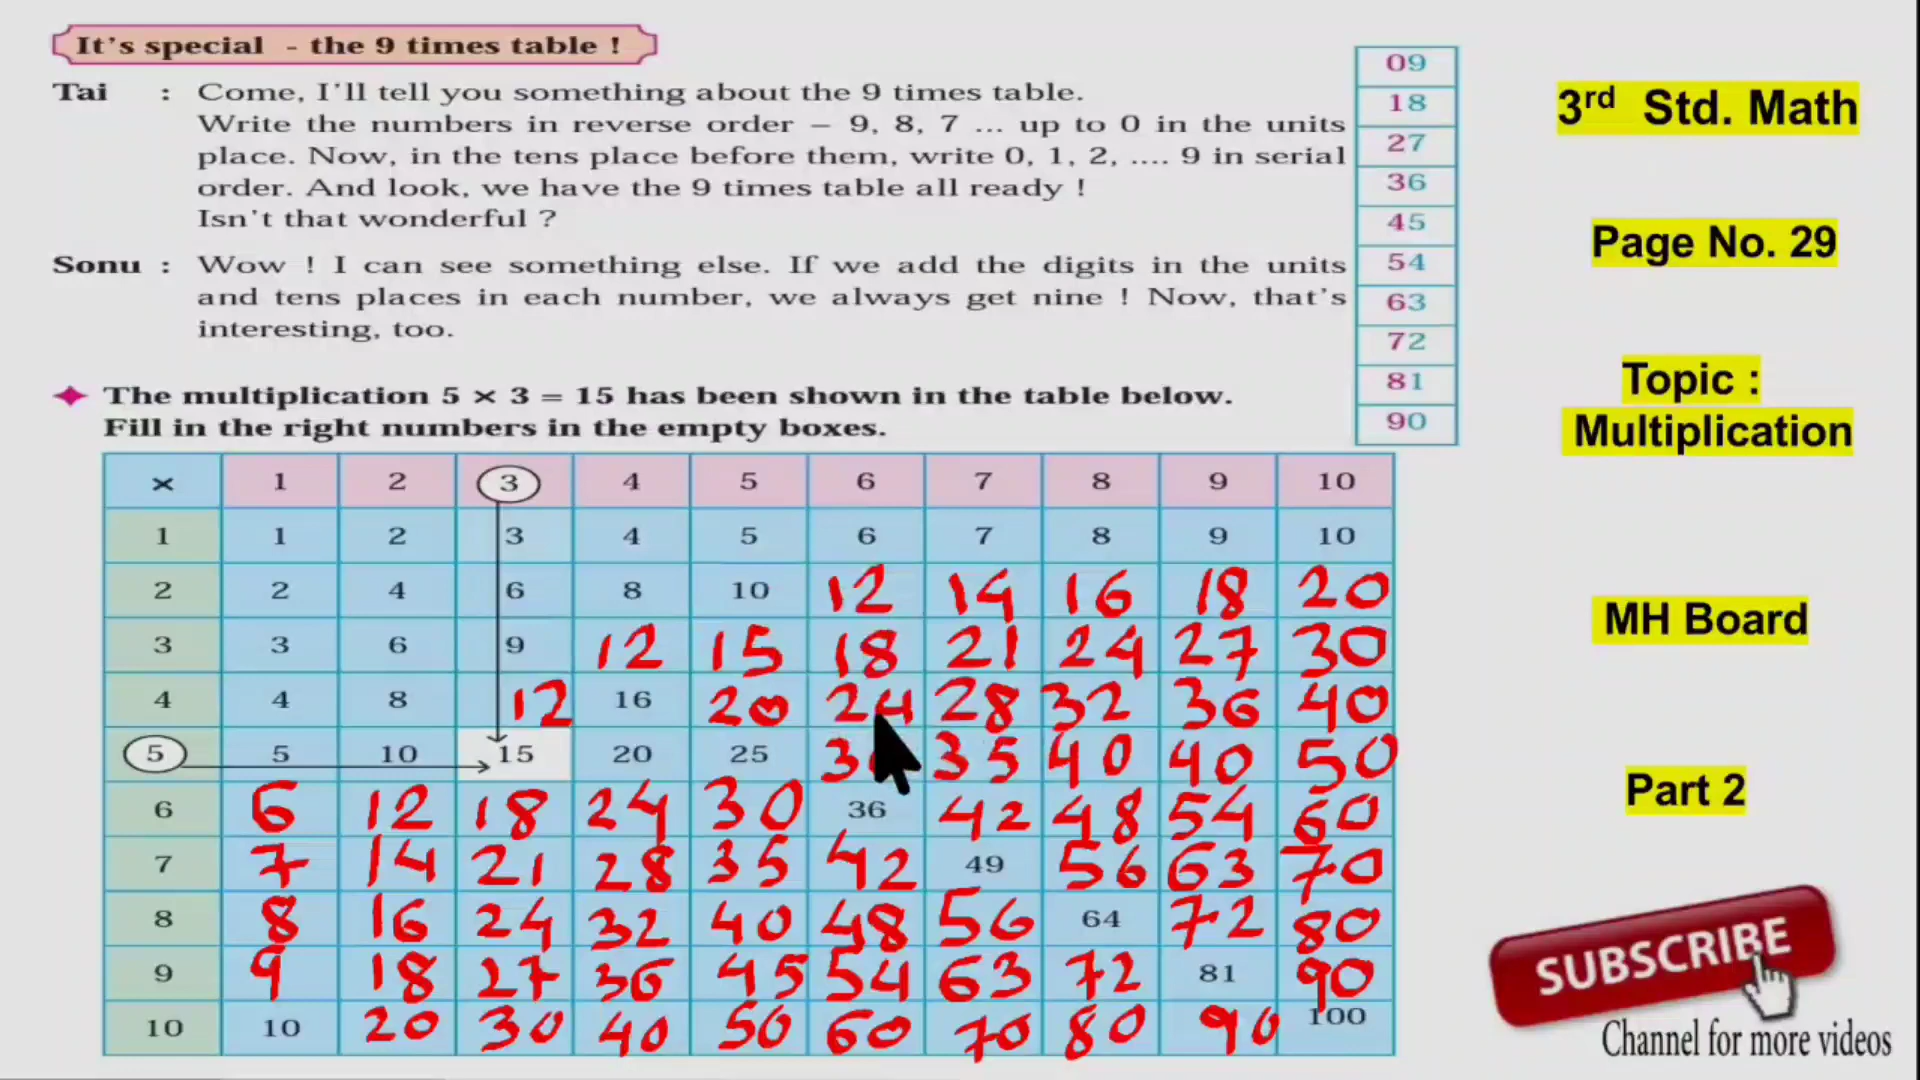 It's special - the 9 times table !
Tai : Come, I'll tell you something about the 9 times table.
Write the numbers in reverse order – 9, 8, 7 ... up to 0 in the units
place. Now, in the tens place before them, write 0, 1, 2, .... 9 in serial
order. And look, we have the 9 times table all ready !
Isn't that wonderful ?
Sonu : Wow ! I can see something else. If we add the digits in the units
and tens places in each number, we always get nine ! Now, that's
interesting, too.
09
18
27
36
45
54
63
72
81
90
The multiplication 5 × 3 = 15 has been shown in the table below.
Fill in the right numbers in the empty boxes.
× 1 2 3 4 5 6 7 8 9 10
1 1 2 3 4 5 6 7 8 9 10
2 2 4 6 8 10 12 14 16 18 20
3 3 6 9 12 15 18 21 24 27 30
4 4 8 12 16 20 24 28 32 36 40
5 5 10 15 20 25 30 35 40 40 50
6 6 12 18 24 30 36 42 48 54 60
7 7 14 21 28 35 42 49 56 63 70
8 8 16 24 32 40 48 56 64 72 80
9 9 18 27 36 45 54 63 72 81 90
10 10 20 30 40 50 60 70 80 90 100
3rd Std. Math
Page No. 29
Topic :
Multiplication
MH Board
Part 2
SUBSCRIBE
Channel for more videos